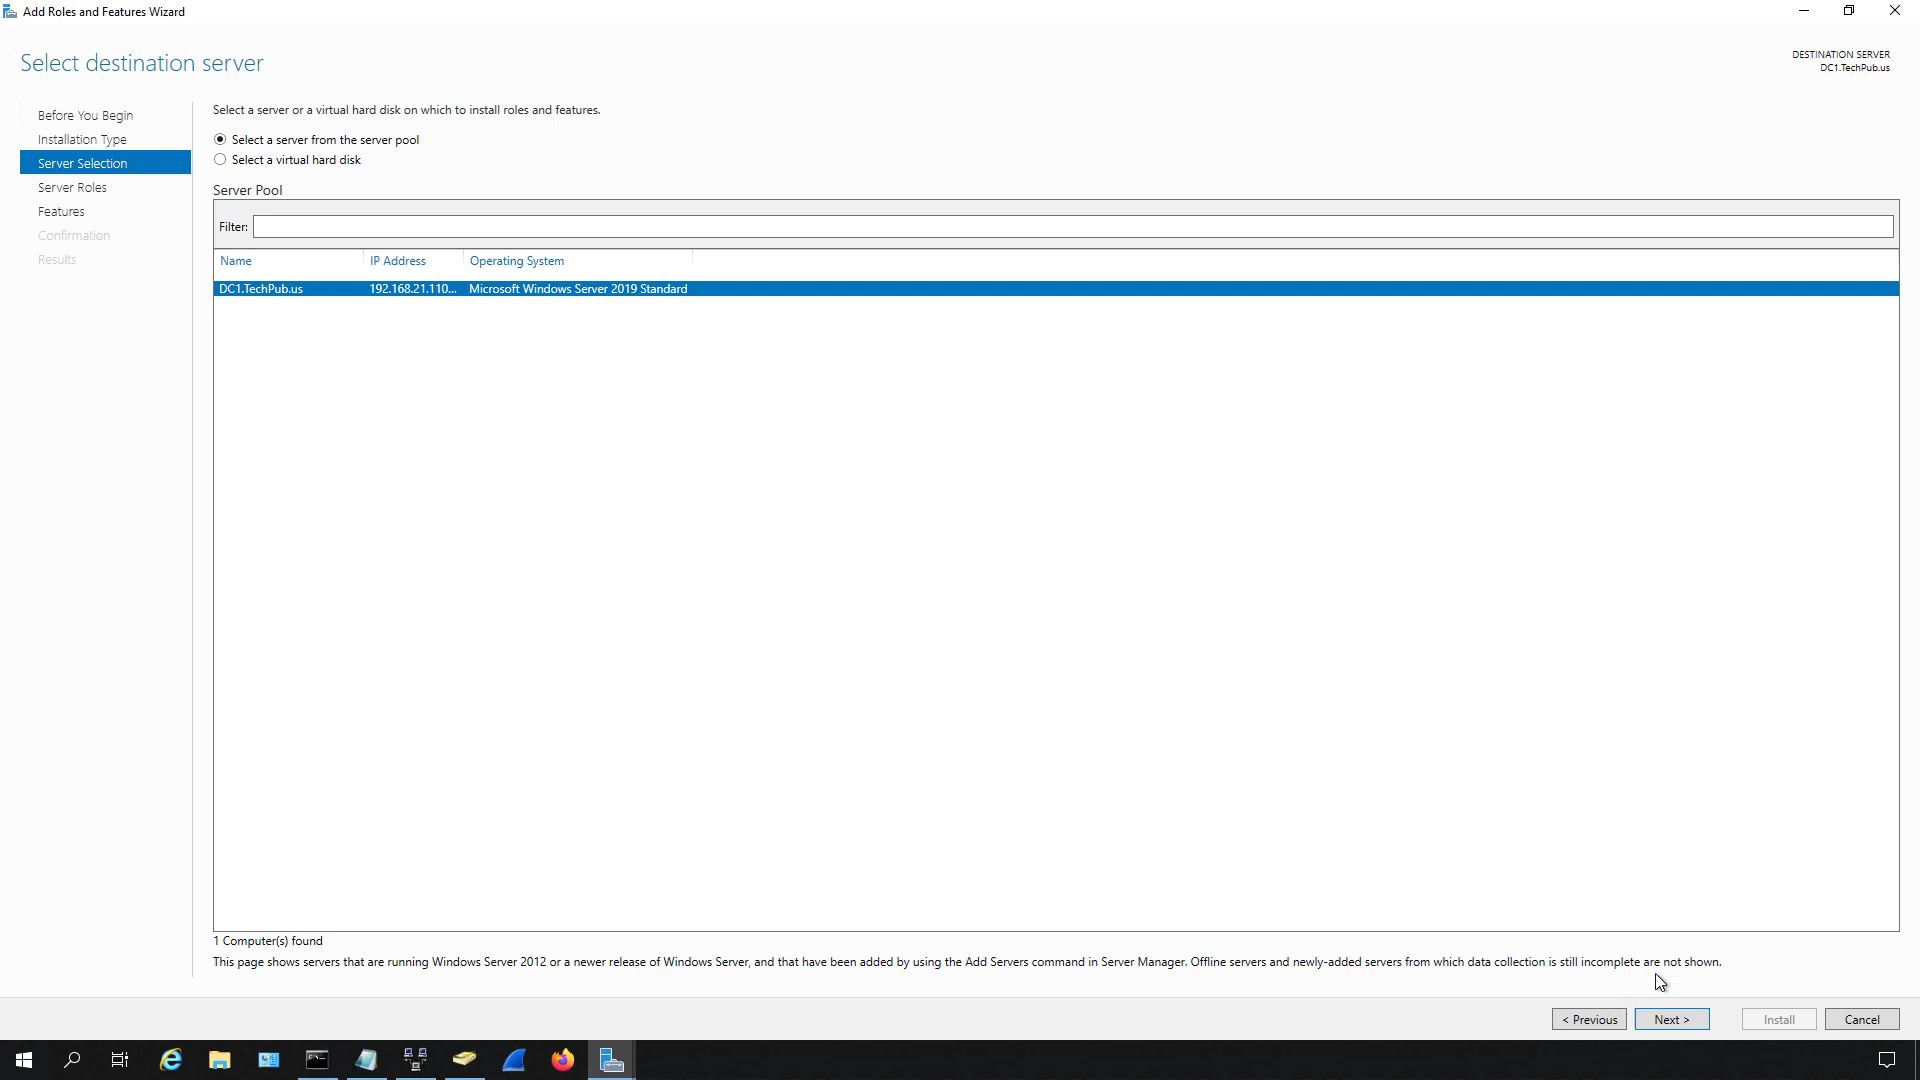 Add Roles and Features Wizard
Select destination server
DESTINATION SERVER
DC1.TechPub.us
Before You Begin
Installation Type
Server Selection
Server Roles
Features
Confirmation
Results
Select a server or a virtual hard disk on which to install roles and features.
Select a server from the server pool
Select a virtual hard disk
Server Pool
Filter:
Name IP Address Operating System
DC1.TechPub.us 192.168.21.110... Microsoft Windows Server 2019 Standard
1 Computer(s) found
This page shows servers that are running Windows Server 2012 or a newer release of Windows Server, and that have been added by using the Add Servers command in Server Manager. Offline servers and newly-added servers from which data collection is still incomplete are not shown.
< Previous Next > Install Cancel